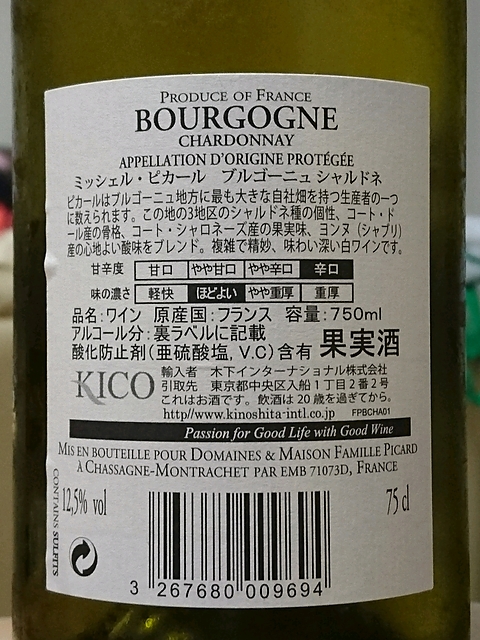 PRODUCE OF FRANCE
BOURGOGNE
CHARDONNAY
APPELLATION D'ORIGINE PROTÉGÉE
ミッシェル・ピカール ブルゴーニュ シャルドネ
ピカールはブルゴーニュ地方に最も大きな自社畑を持つ生産者の一つ
に数えられます。この地の3地区のシャルドネ種の個性、コート・ド
ール産の骨格、コート・シャロネーズ産の果実味、ヨンヌ（シャブリ）
産の心地よい酸味をブレンド。複雑で精妙、味わい深い白ワインです。
甘辛度 甘口 やや甘口 やや辛口 辛口
味の濃さ 軽快 ほどよい やや重厚 重厚
品名：ワイン 原産国：フランス 容量：750ml
アルコール分：裏ラベルに記載
酸化防止剤（亜硫酸塩, V.C）含有 果実酒
KICO
輸入者 木下インターナショナル株式会社
引取先 東京都中央区入船１丁目２番２号
これはお酒です。飲酒は20歳を過ぎてから。
http//www.kinoshita-intl.co.jp FPBCHA01
Passion for Good Life with Good Wine
MIS EN BOUTEILLE POUR DOMAINES & MAISON FAMILLE PICARD
À CHASSAGNE-MONTRACHET PAR EMB 71073D, FRANCE
CONTAINS SULFITS
12,5% vol
75 cl
3 267680 009694